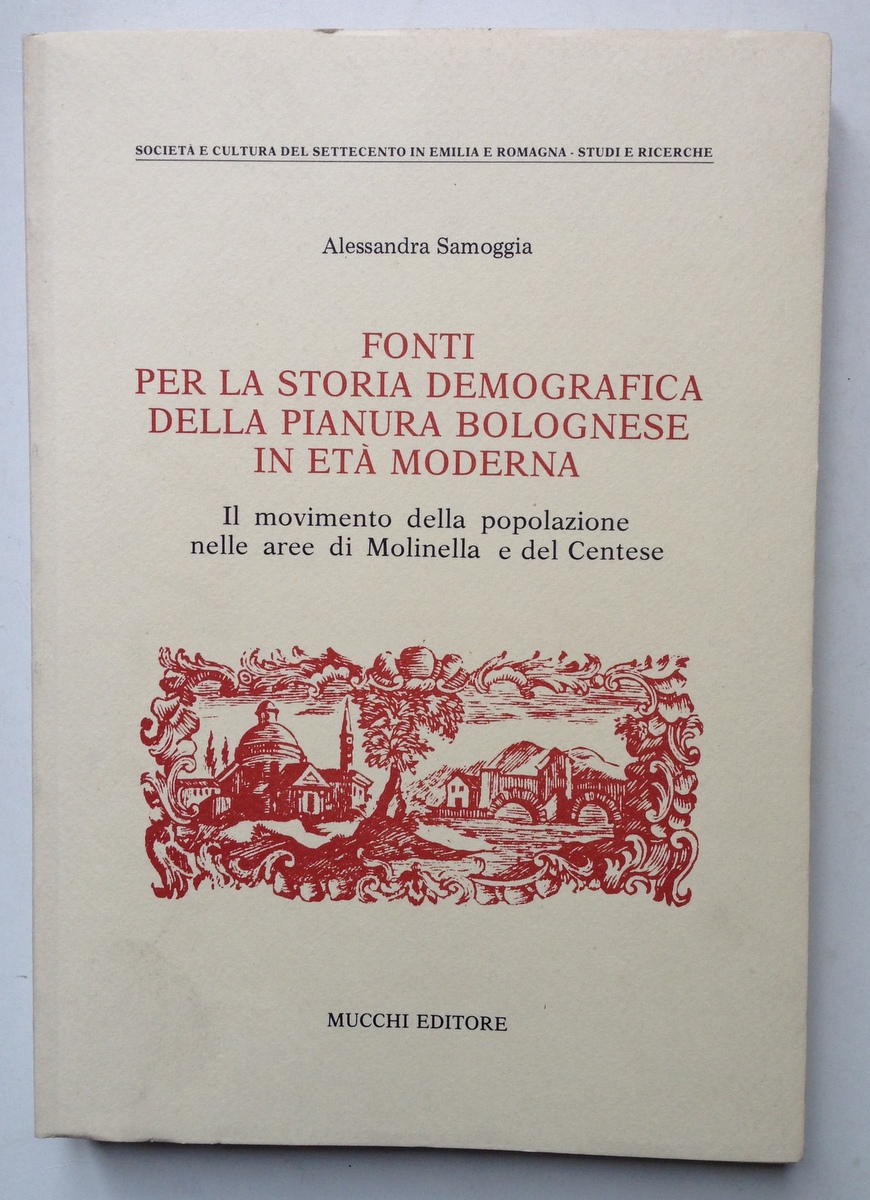 SOCIETÀ E CULTURA DEL SETTECENTO IN EMILIA E ROMAGNA - STUDI E RICERCHE
Alessandra Samoggia
FONTI
PER LA STORIA DEMOGRAFICA
DELLA PIANURA BOLOGNESE
IN ETÀ MODERNA
Il movimento della popolazione
nelle aree di Molinella e del Centese
MUCCHI EDITORE